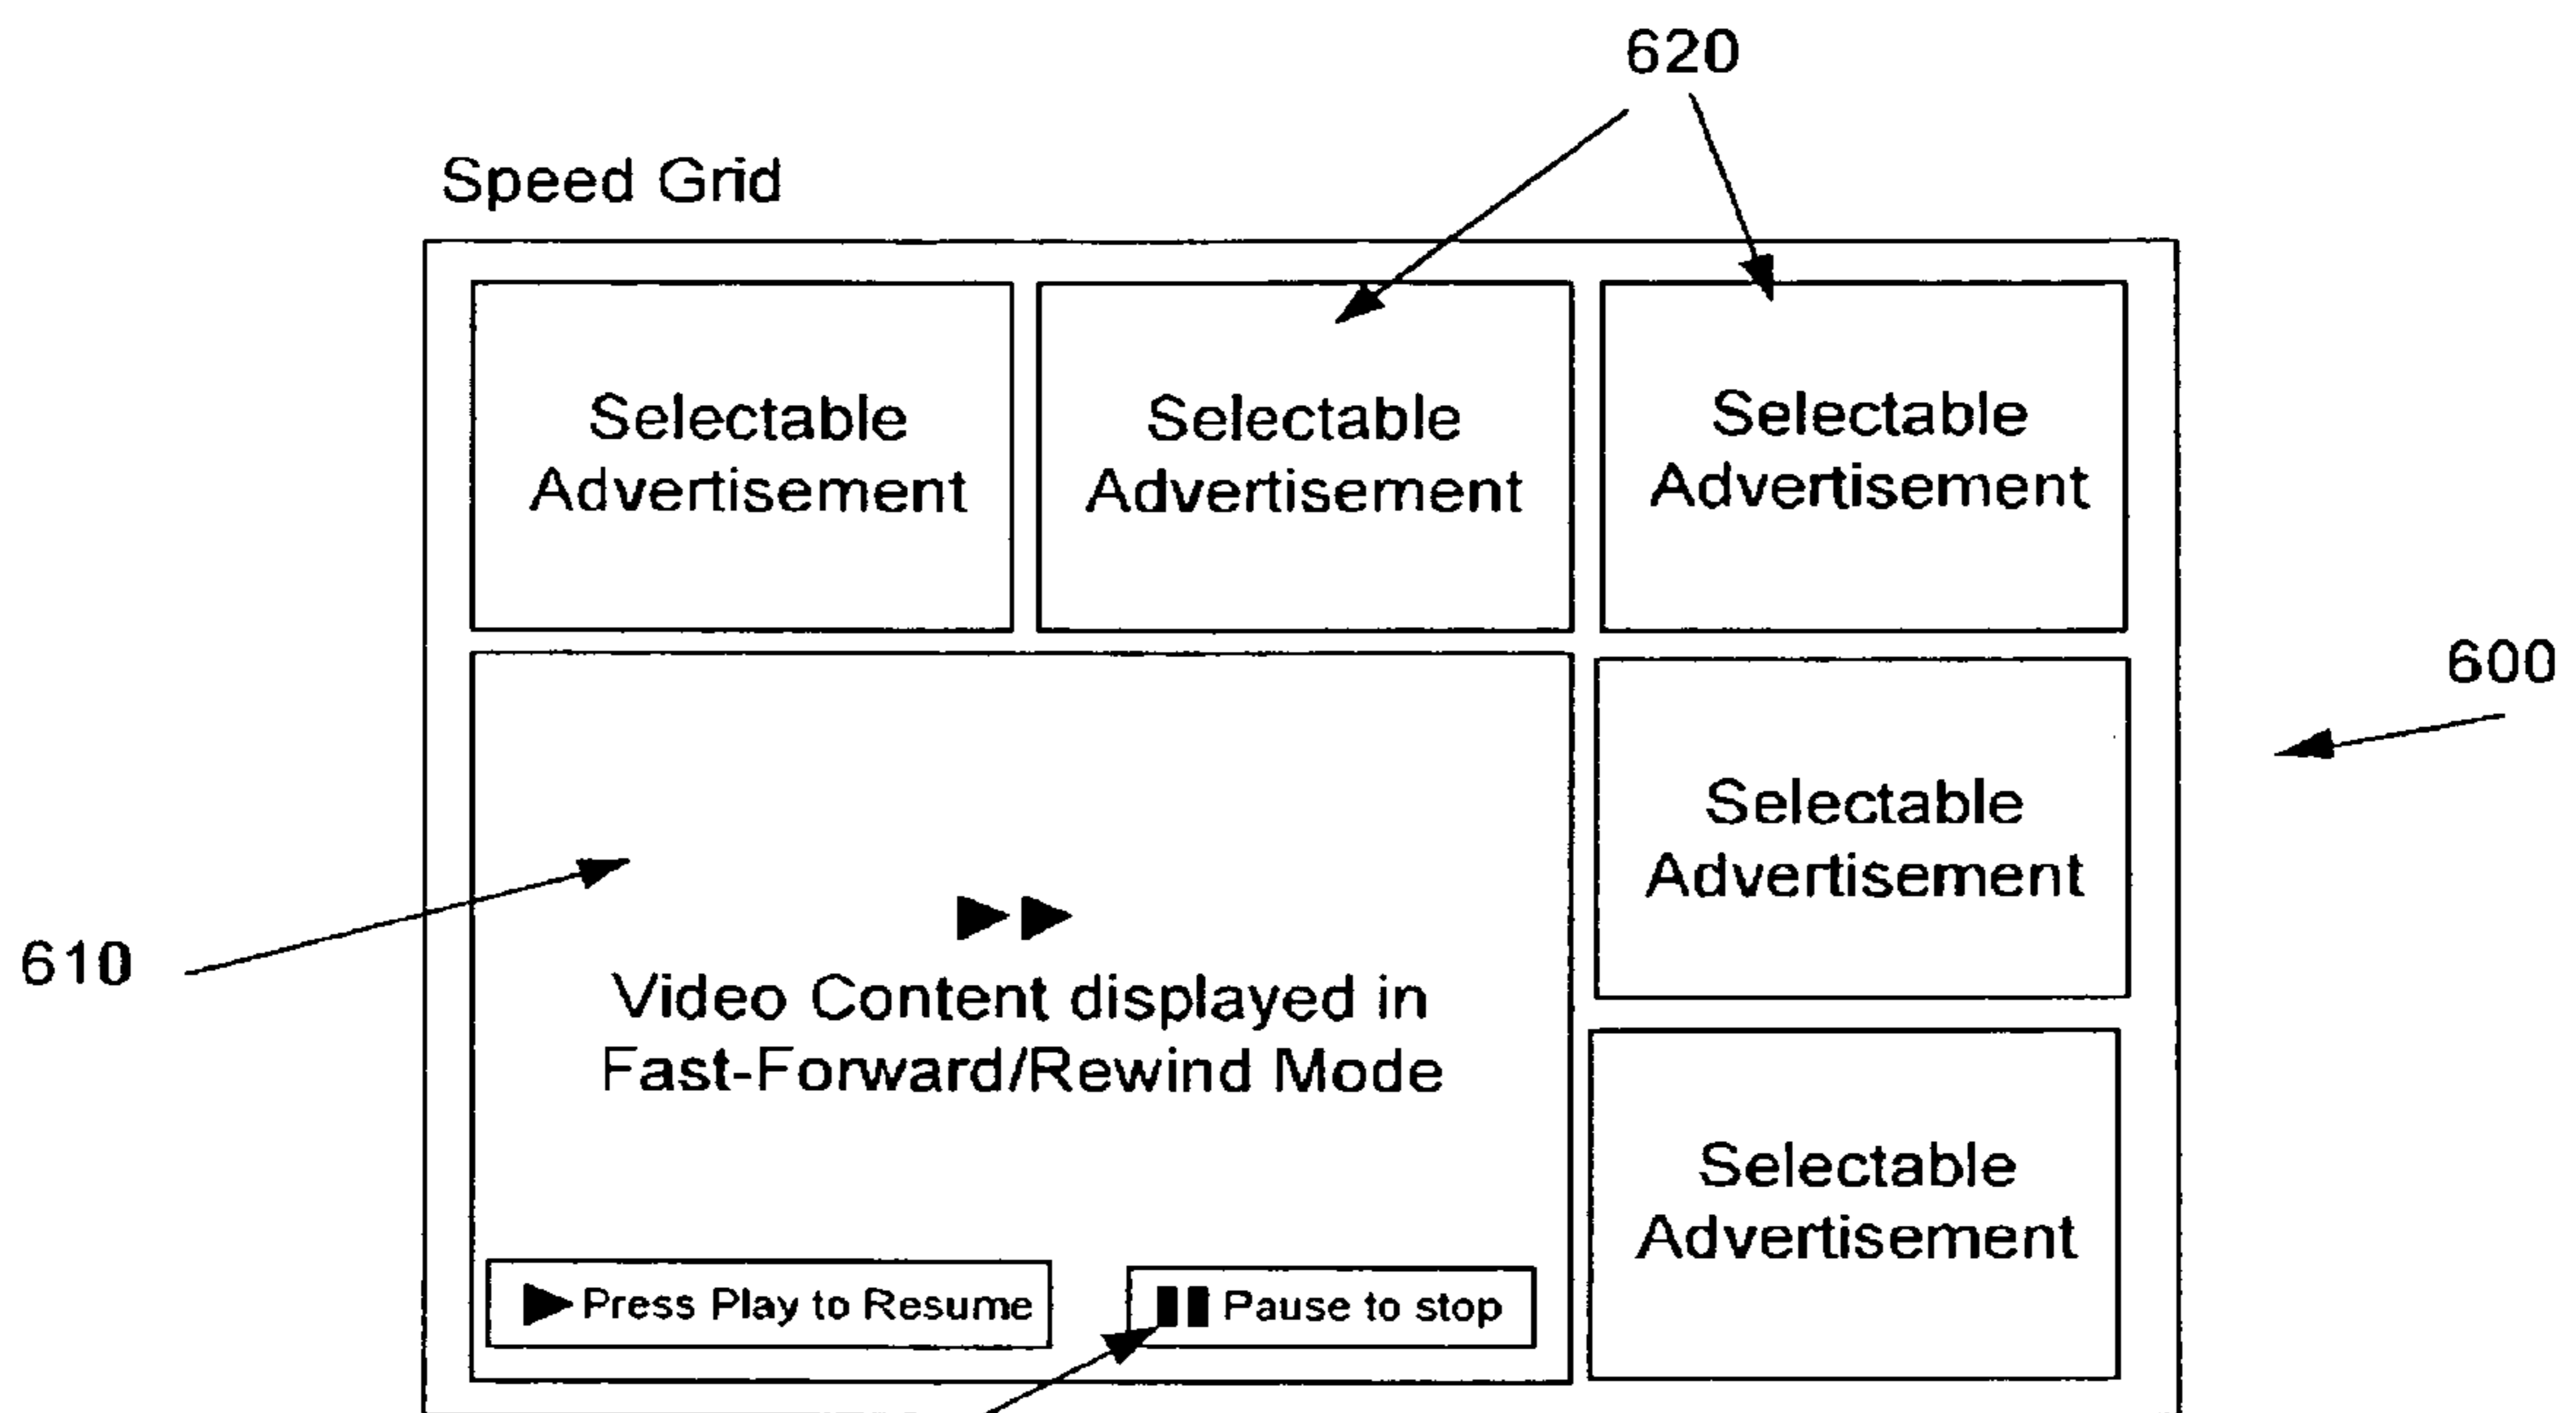 620
Speed Grid
Selectable
Advertisement
Selectable
Advertisement
Selectable
Advertisement
600
Selectable
Advertisement
610
▶▶
Video Content displayed in
Fast-Forward/Rewind Mode
Selectable
Advertisement
▶Press Play to Resume
▮▮ Pause to stop